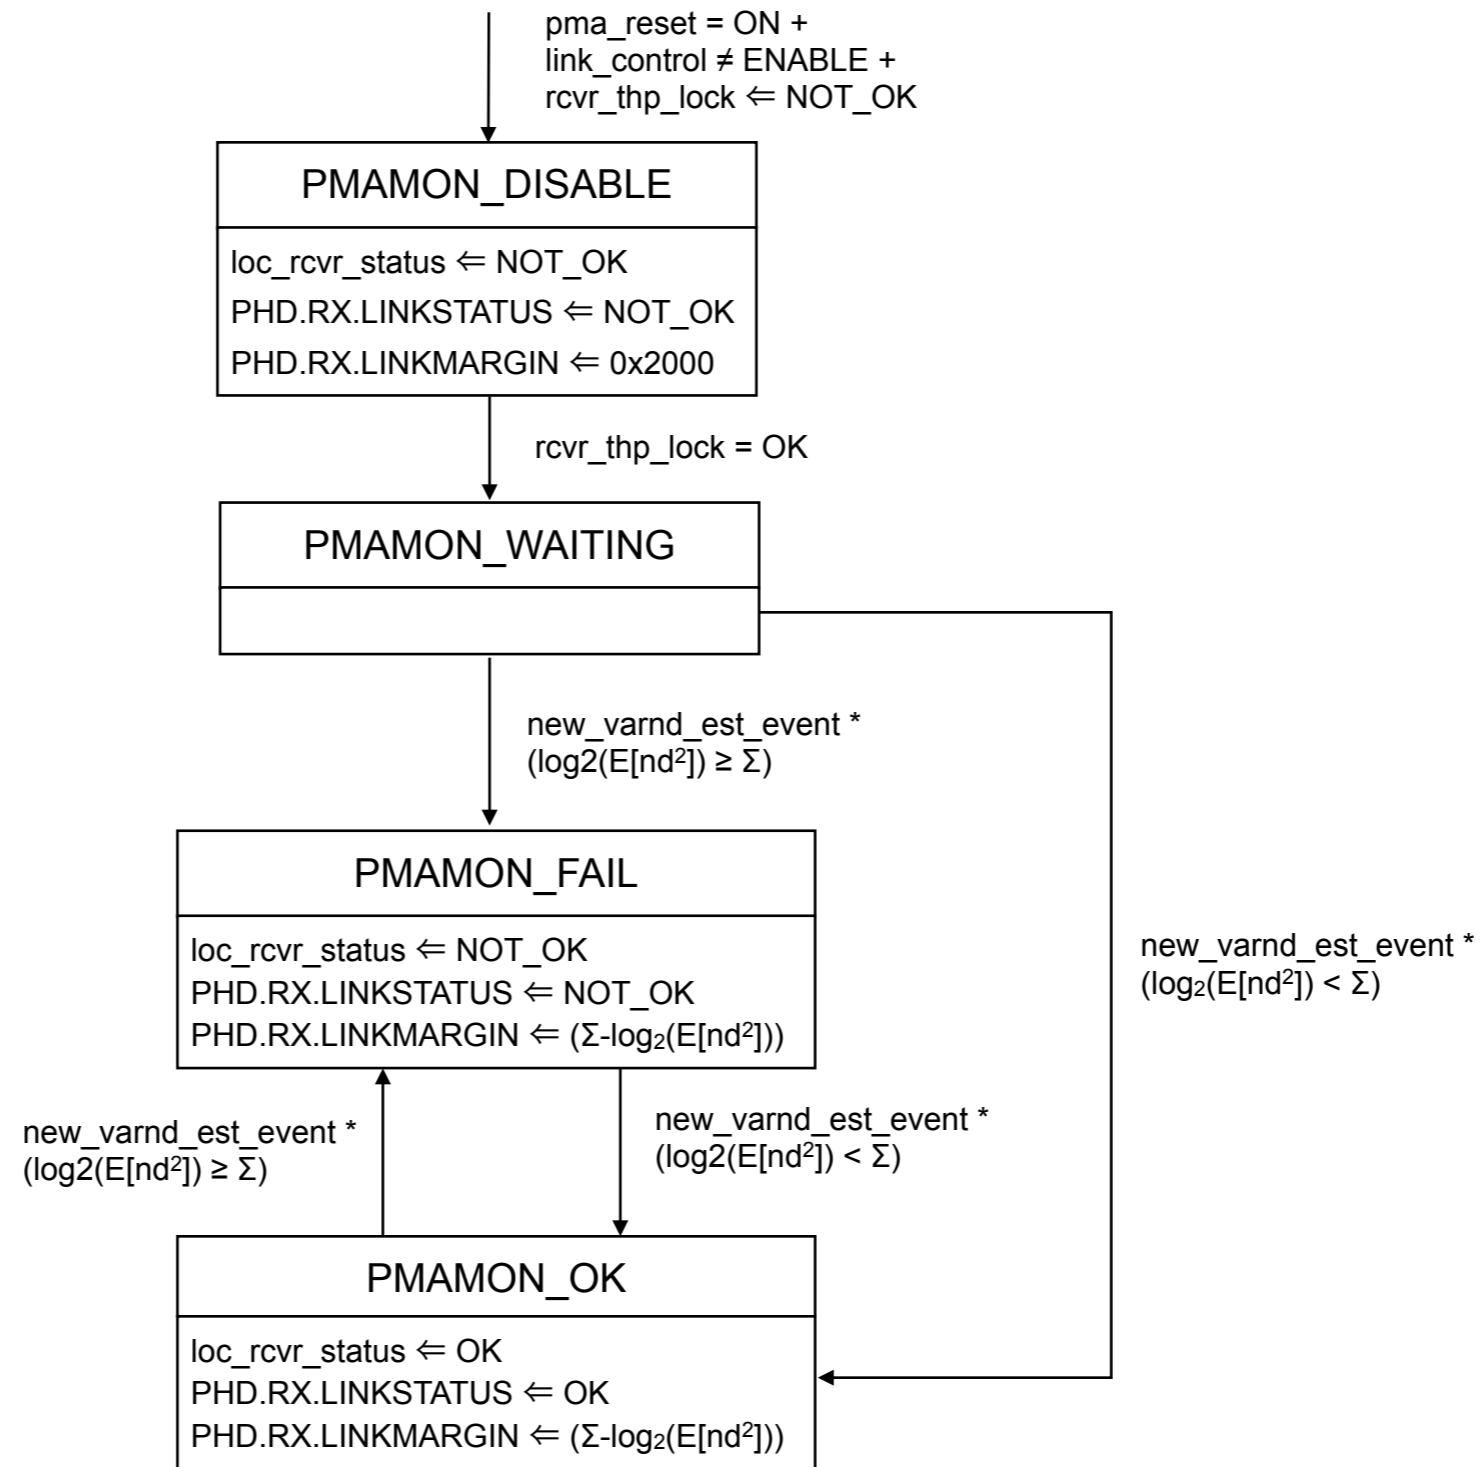 pma_reset = ON +
link_control ≠ ENABLE +
rcvr_thp_lock ⇐ NOT_OK
PMAMON_DISABLE
loc_rcvr_status ⇐ NOT_OK
PHD.RX.LINKSTATUS ⇐ NOT_OK
PHD.RX.LINKMARGIN ⇐ 0x2000
rcvr_thp_lock = OK
PMAMON_WAITING
new_varnd_est_event *
(log2(E[nd²]) ≥ Σ)
PMAMON_FAIL
loc_rcvr_status ⇐ NOT_OK
PHD.RX.LINKSTATUS ⇐ NOT_OK
PHD.RX.LINKMARGIN ⇐ (Σ-log₂(E[nd²]))
new_varnd_est_event *
(log₂(E[nd²]) < Σ)
new_varnd_est_event *
(log2(E[nd²]) ≥ Σ)
new_varnd_est_event *
(log2(E[nd²]) < Σ)
PMAMON_OK
loc_rcvr_status ⇐ OK
PHD.RX.LINKSTATUS ⇐ OK
PHD.RX.LINKMARGIN ⇐ (Σ-log₂(E[nd²]))